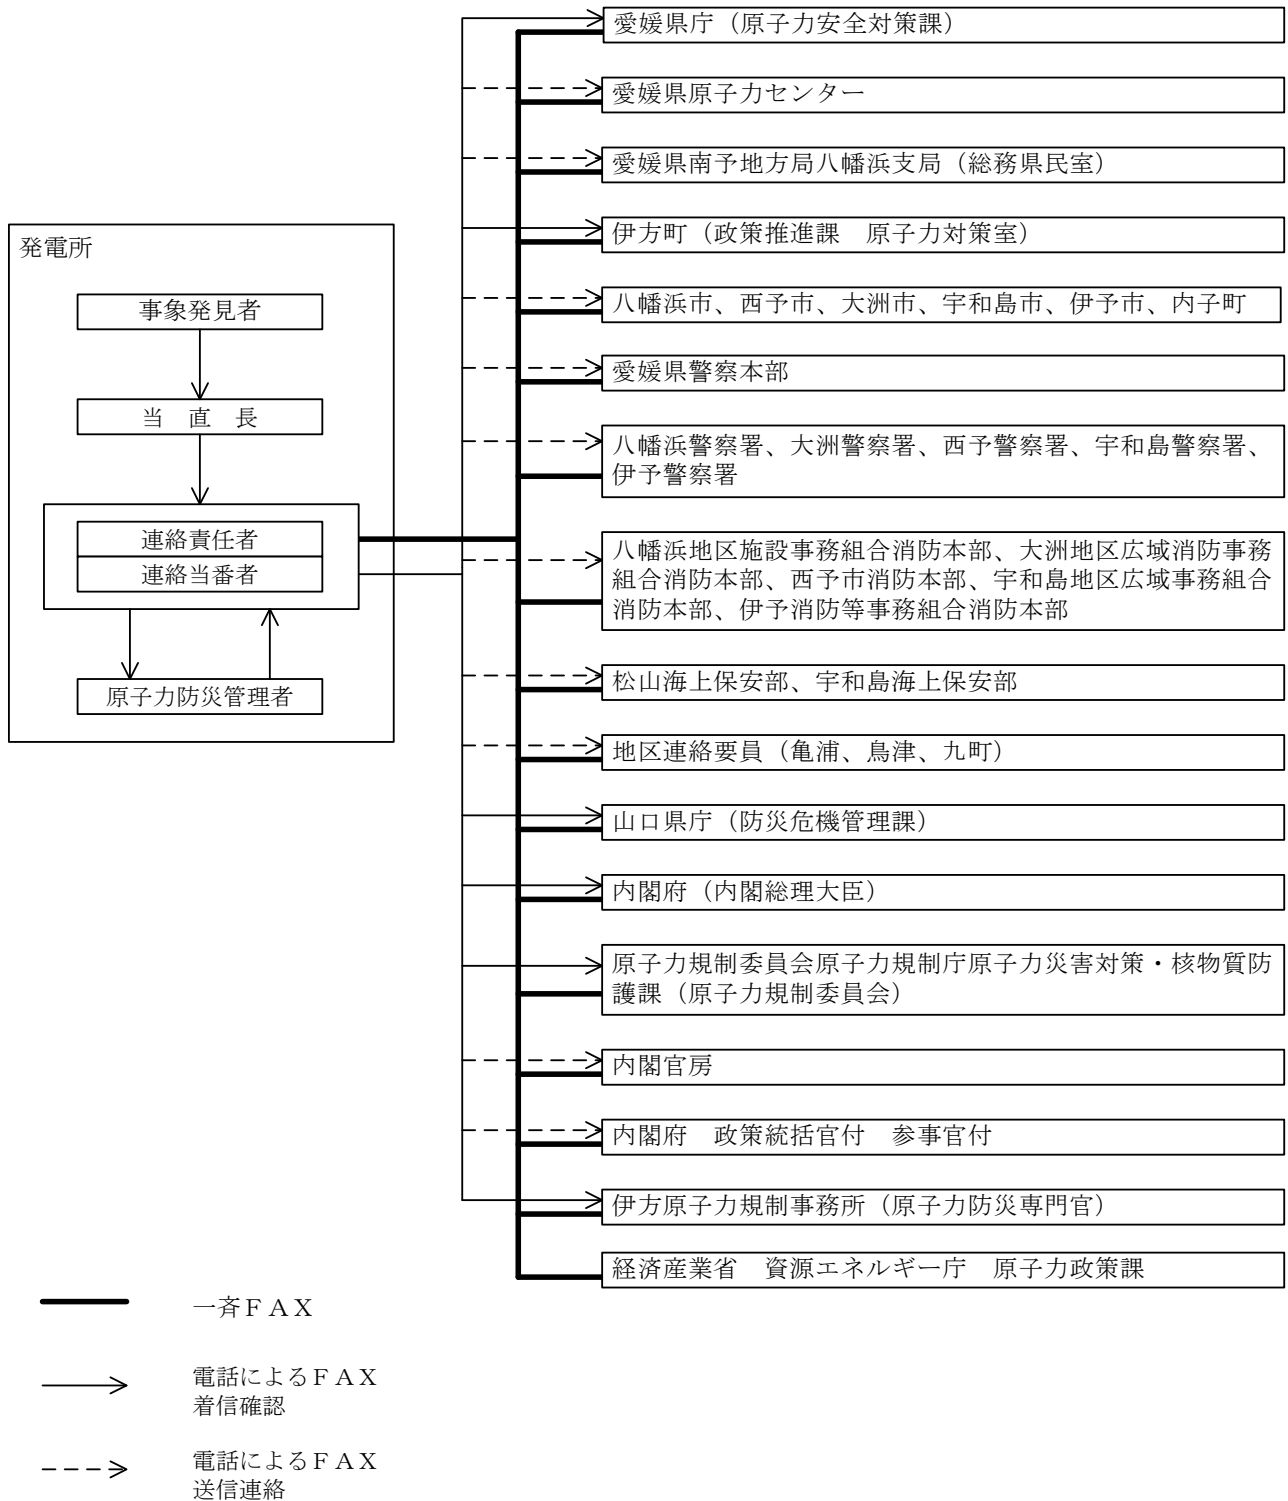 愛媛県庁（原子力安全対策課）
愛媛県原子力センター
愛媛県南予地方局八幡浜支局（総務県民室）
伊方町（政策推進課　原子力対策室）
八幡浜市、西予市、大洲市、宇和島市、伊予市、内子町
愛媛県警察本部
八幡浜警察署、大洲警察署、西予警察署、宇和島警察署、
伊予警察署
八幡浜地区施設事務組合消防本部、大洲地区広域消防事務
組合消防本部、西予市消防本部、宇和島地区広域事務組合
消防本部、伊予消防等事務組合消防本部
松山海上保安部、宇和島海上保安部
地区連絡要員（亀浦、鳥津、九町）
山口県庁（防災危機管理課）
内閣府（内閣総理大臣）
原子力規制委員会原子力規制庁原子力災害対策・核物質防
護課（原子力規制委員会）
内閣官房
内閣府　政策統括官付　参事官付
伊方原子力規制事務所（原子力防災専門官）
経済産業省　資源エネルギー庁　原子力政策課
発電所
事象発見者
当　直　長
連絡責任者
連絡当番者
原子力防災管理者
一斉ＦＡＸ
電話によるＦＡＸ
着信確認
電話によるＦＡＸ
送信連絡